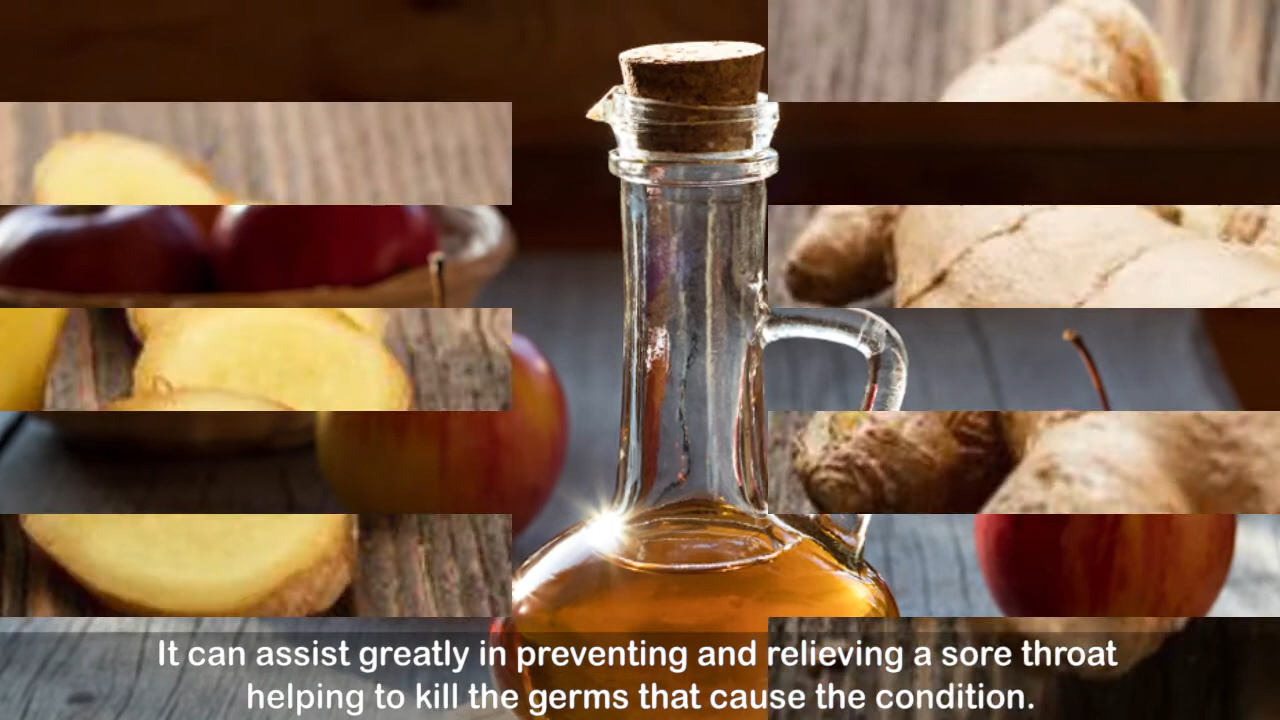 It can assist greatly in preventing and relieving a sore throat
helping to kill the germs that cause the condition.